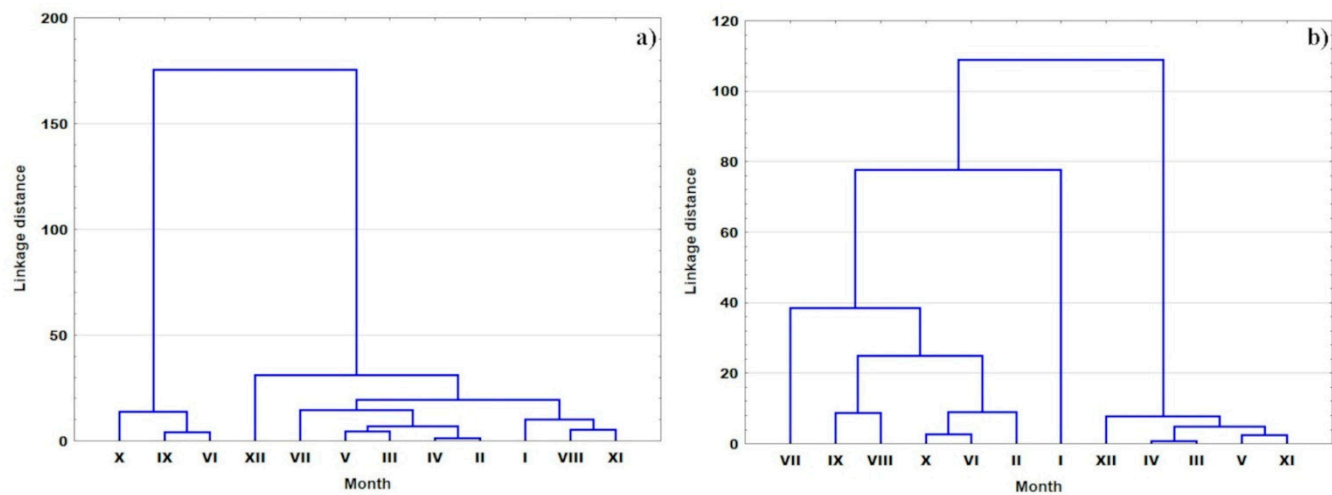 a)
200
150
100
50
0
Linkage distance
X IX VI XII VII V III IV II I VIII XI
Month
b)
120
100
80
60
40
20
0
Linkage distance
VII IX VIII X VI II I XII IV III V XI
Month